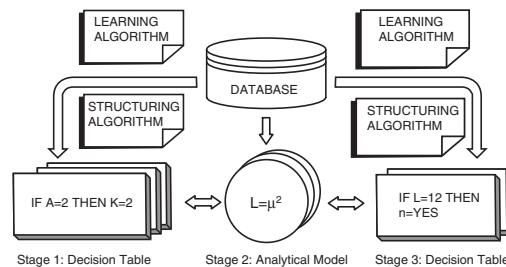 LEARNING
ALGORITHM
LEARNING
ALGORITHM
DATABASE
STRUCTURING
ALGORITHM
STRUCTURING
ALGORITHM
IF A=2 THEN K=2
L=μ²
IF L=12 THEN
n=YES
Stage 1: Decision Table
Stage 2: Analytical Model
Stage 3: Decision Table